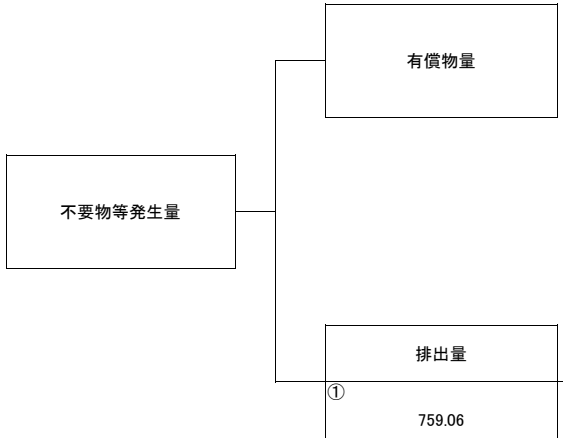 有償物量
不要物等発生量
排出量
①
759.06